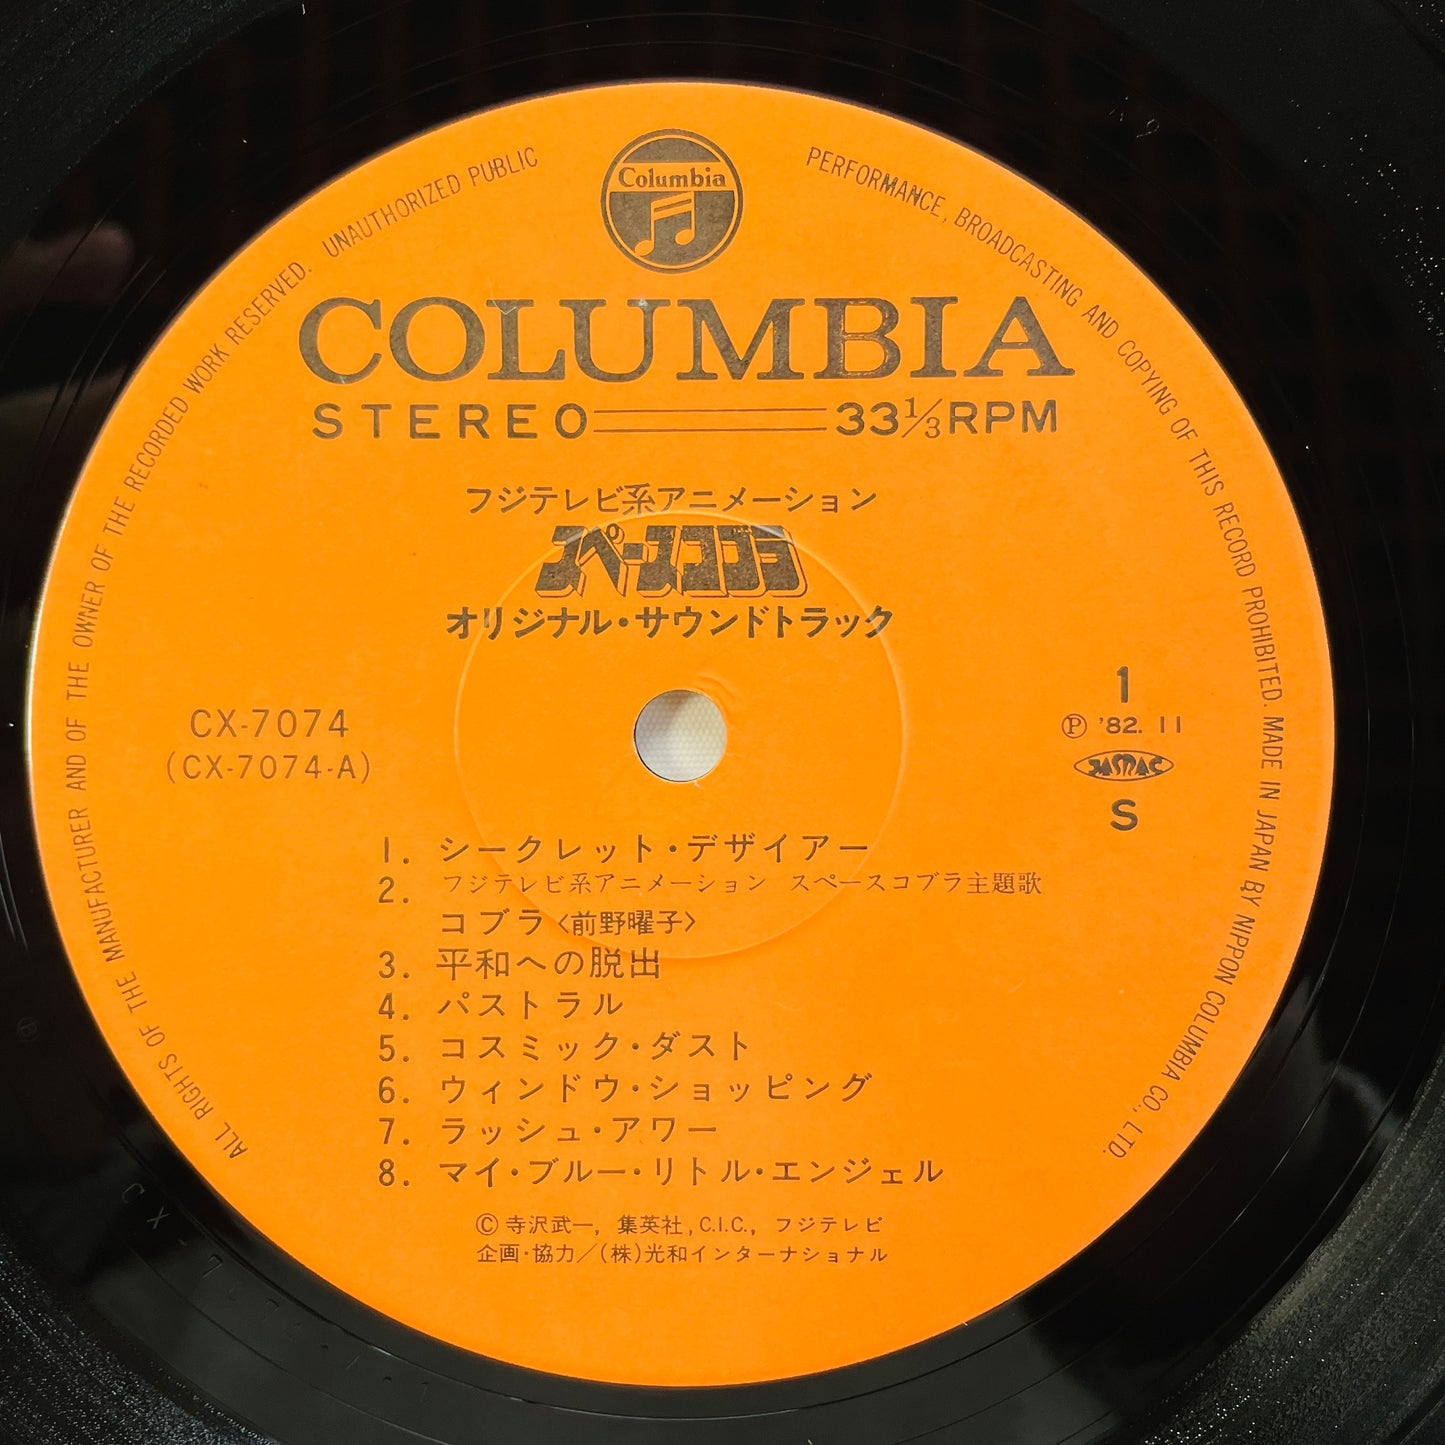 Columbia
COLUMBIA
STEREO 33 1/3 RPM
フジテレビ系アニメーション
スペースコブラ
オリジナル・サウンドトラック
CX-7074
(CX-7074-A)
1
Ⓟ '82. 11
JASRAC
S
1. シークレット・デザイアー
2. フジテレビ系アニメーション スペースコブラ主題歌
コブラ〈前野曜子〉
3. 平和への脱出
4. パストラル
5. コスミック・ダスト
6. ウィンドウ・ショッピング
7. ラッシュ・アワー
8. マイ・ブルー・リトル・エンジェル
© 寺沢武一, 集英社, C.I.C., フジテレビ
企画・協力/(株)光和インターナショナル
ALL RIGHTS OF THE MANUFACTURER AND OF THE OWNER OF THE RECORDED WORK RESERVED. UNAUTHORIZED PUBLIC PERFORMANCE, BROADCASTING AND COPYING OF THIS RECORD PROHIBITED. MADE IN JAPAN BY NIPPON COLUMBIA CO., LTD.